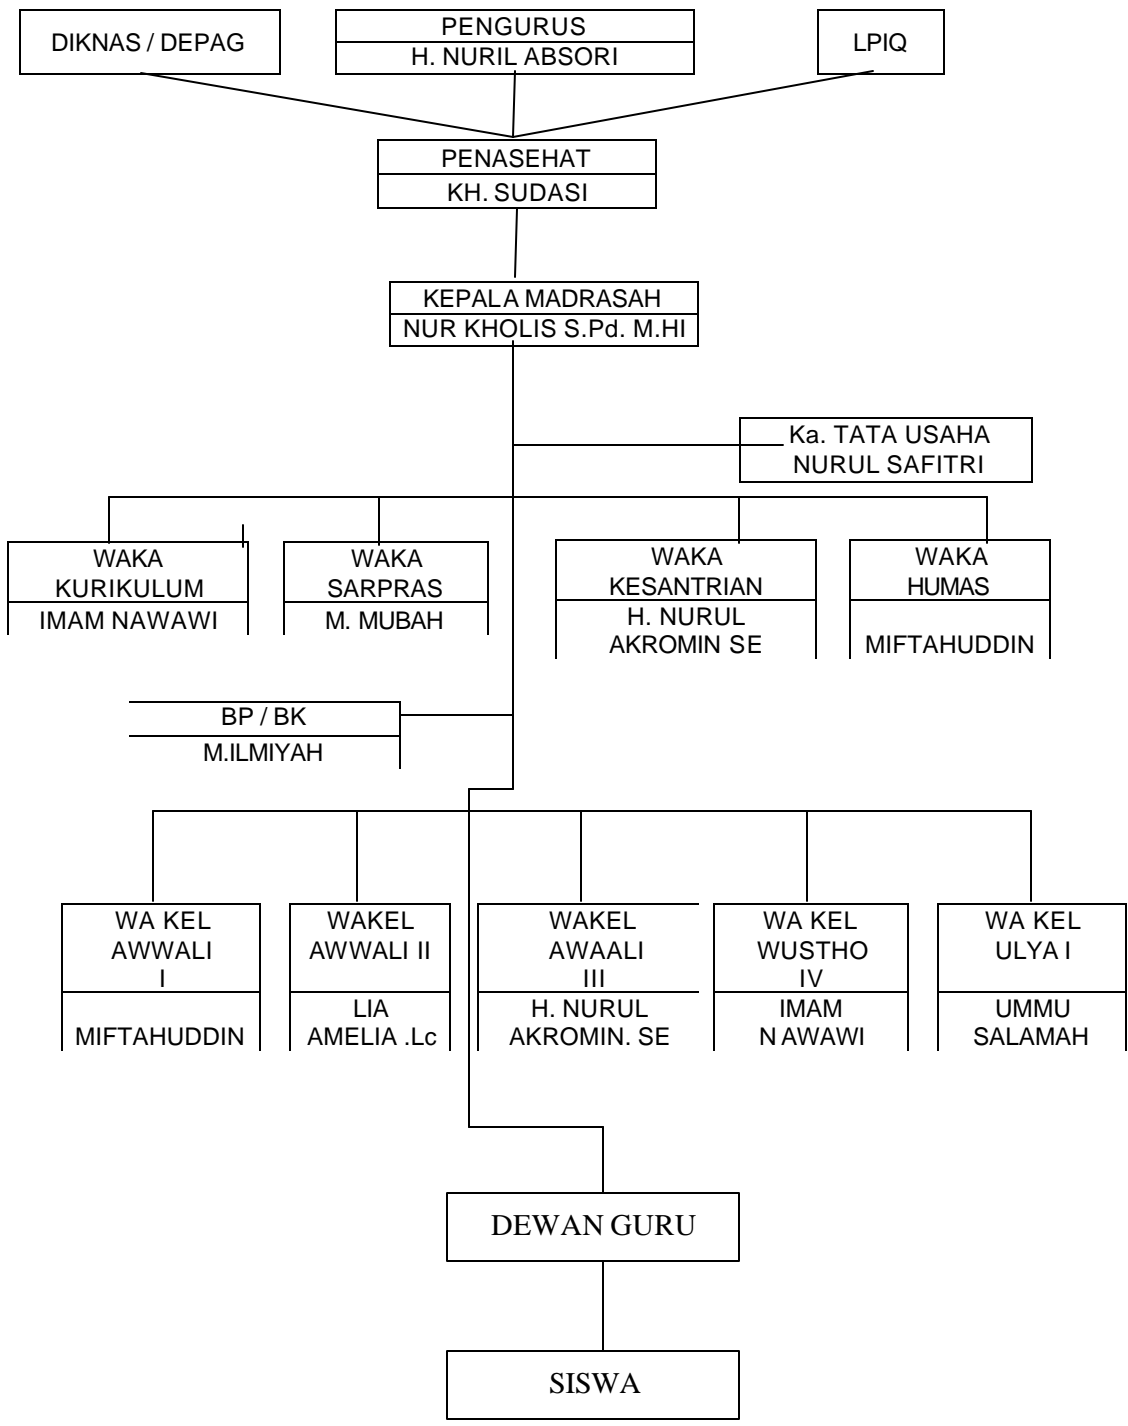 DIKNAS / DEPAG
PENGURUS
H. NURIL ABSORI
LPIQ
PENASEHAT
KH. SUDASI
KEPALA MADRASAH
NUR KHOLIS S.Pd. M.HI
Ka. TATA USAHA
NURUL SAFITRI
WAKA
KURIKULUM
IMAM NAWAWI
WAKA
SARPRAS
M. MUBAH
WAKA
KESANTRIAN
H. NURUL
AKROMIN SE
WAKA
HUMAS
MIFTAHUDDIN
BP / BK
M.ILMIYAH
WA KEL
AWWALI
I
MIFTAHUDDIN
WAKEL
AWWALI II
LIA
AMELIA .Lc
WAKEL
AWAALI
III
H. NURUL
AKROMIN. SE
WA KEL
WUSTHO
IV
IMAM
N AWAWI
WA KEL
ULYA I
UMMU
SALAMAH
DEWAN GURU
SISWA